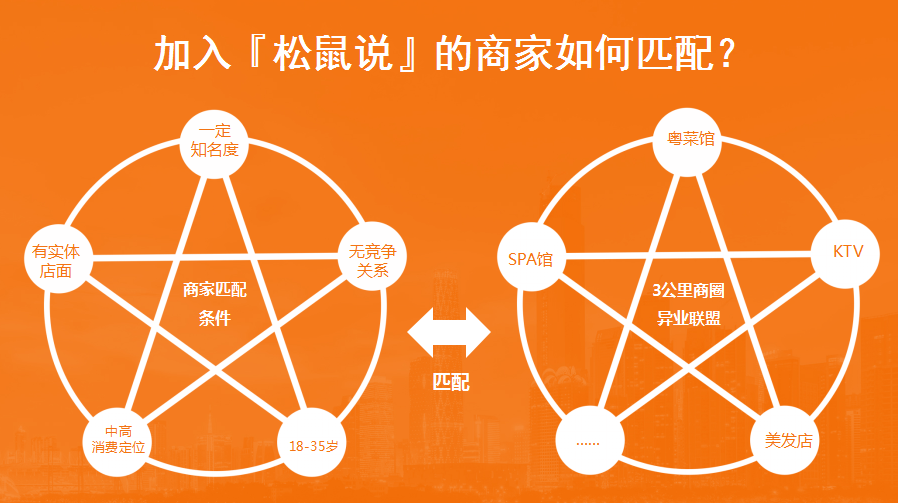 加入『松鼠说』的商家如何匹配？
一定
知名度
有实体
店面
无竞争
关系
商家匹配
条件
中高
消费定位
18-35岁
匹配
粤菜馆
SPA馆
KTV
3公里商圈
异业联盟
......
美发店